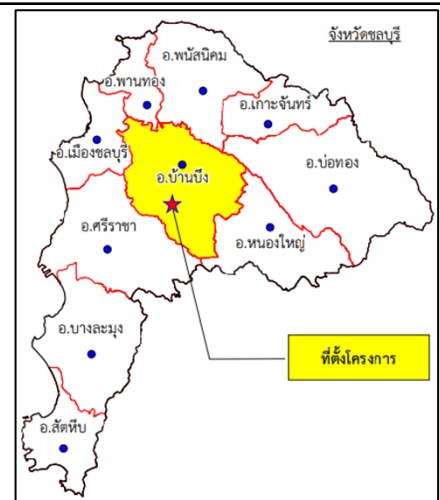 จังหวัดชลบุรี
อ.พนัสนิคม
อ.พานทอง
อ.เกาะจันทร์
อ.เมืองชลบุรี
อ.บ้านบึง
อ.บ่อทอง
อ.ศรีราชา
อ.หนองใหญ่
อ.บางละมุง
ที่ตั้งโครงการ
อ.สัตหีบ